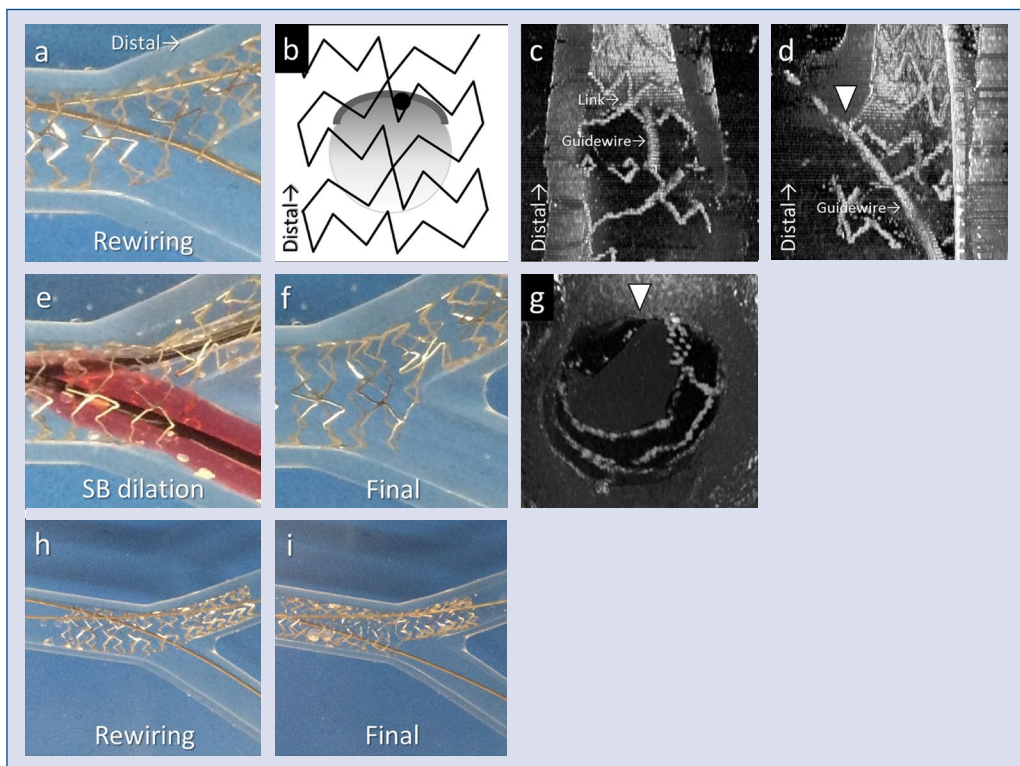 a
Distal→
Rewiring
b
Distal→
c
Link→
Guidewire→
Distal→
d
Guidewire→
Distal→
e
SB dilation
f
Final
g
h
Rewiring
i
Final